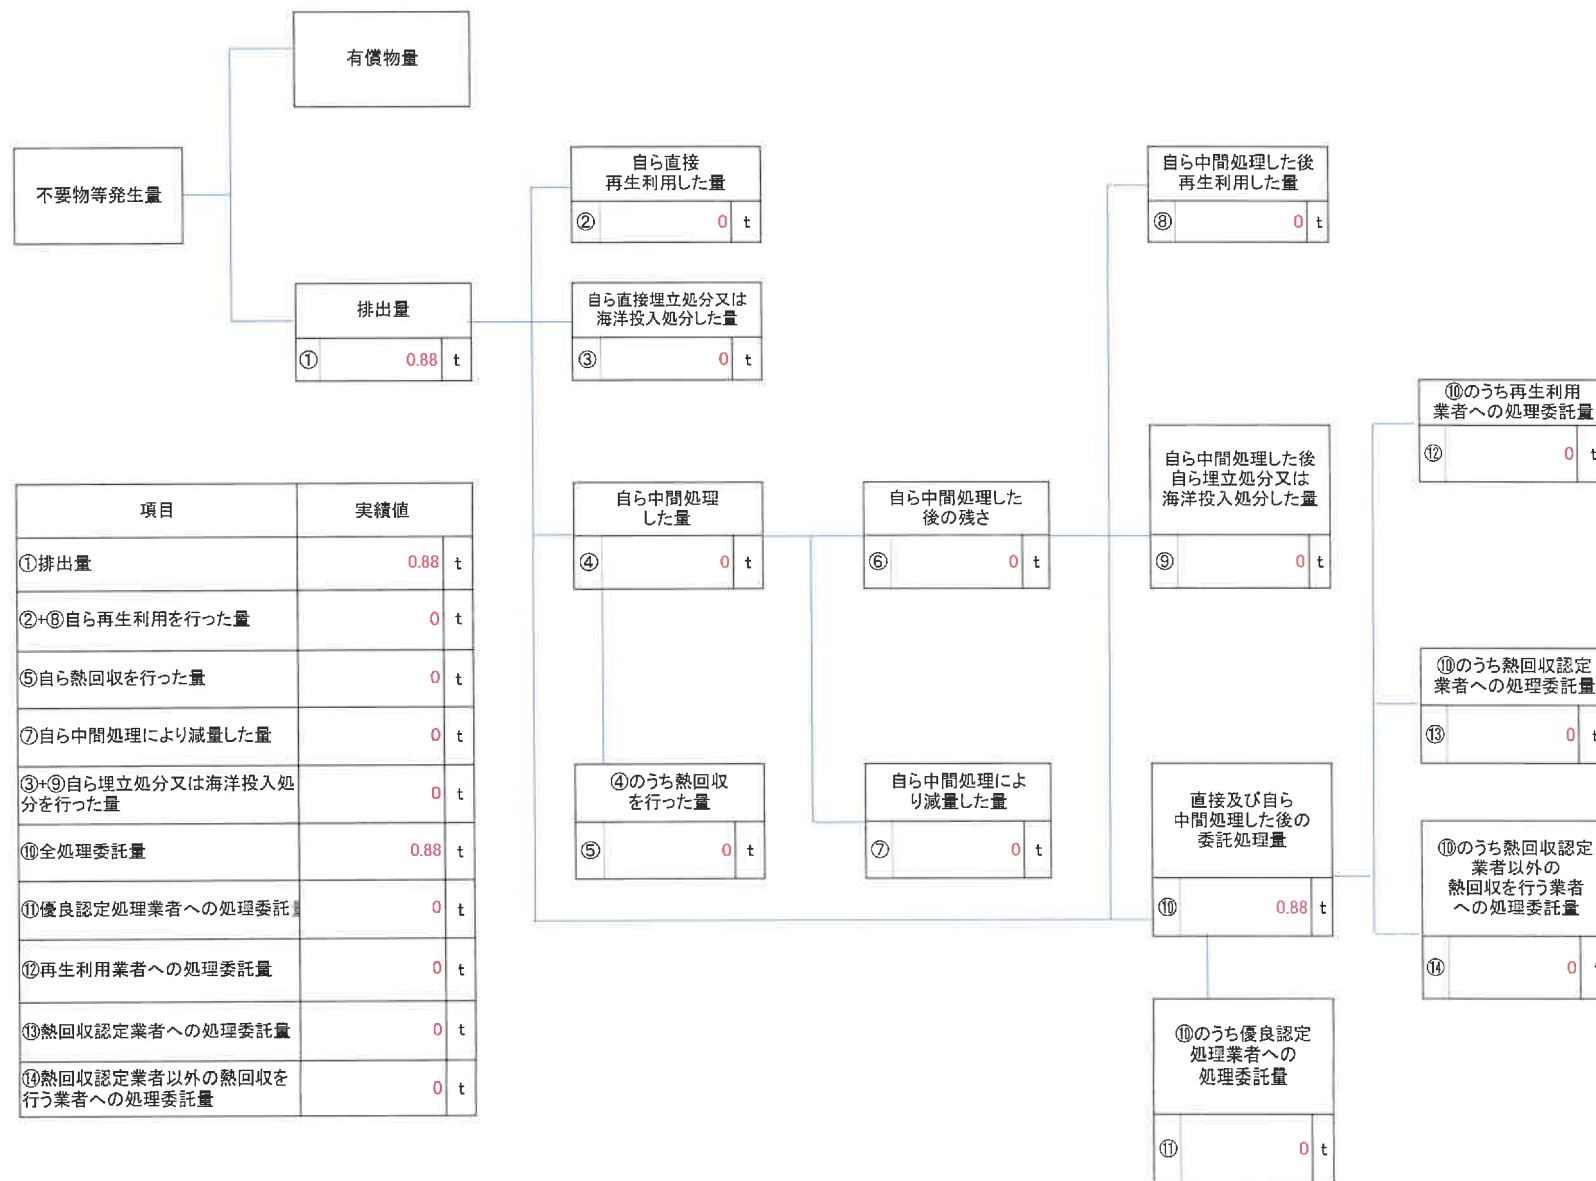 有償物量
不要物等発生量
排出量
① 0.88 t
自ら直接
再生利用した量
② 0 t
自ら直接埋立処分又は
海洋投入処分した量
③ 0 t
自ら中間処理
した量
④ 0 t
④のうち熱回収
を行った量
⑤ 0 t
自ら中間処理した
後の残さ
⑥ 0 t
自ら中間処理によ
り減量した量
⑦ 0 t
自ら中間処理した後
再生利用した量
⑧ 0 t
自ら中間処理した後
自ら埋立処分又は
海洋投入処分した量
⑨ 0 t
直接及び自ら
中間処理した後の
委託処理量
⑩ 0.88 t
⑩のうち優良認定
処理業者への
処理委託量
⑪ 0 t
⑩のうち再生利用
業者への処理委託量
⑫ 0 t
⑩のうち熱回収認定
業者への処理委託量
⑬ 0 t
⑩のうち熱回収認定
業者以外の
熱回収を行う業者
への処理委託量
⑭ 0
項目 実績値
①排出量 0.88 t
②+⑧自ら再生利用を行った量 0 t
⑤自ら熱回収を行った量 0 t
⑦自ら中間処理により減量した量 0 t
③+⑨自ら埋立処分又は海洋投入処
分を行った量 0 t
⑩全処理委託量 0.88 t
⑪優良認定処理業者への処理委託 0 t
⑫再生利用業者への処理委託量 0 t
⑬熱回収認定業者への処理委託量 0 t
⑭熱回収認定業者以外の熱回収を
行う業者への処理委託量 0 t